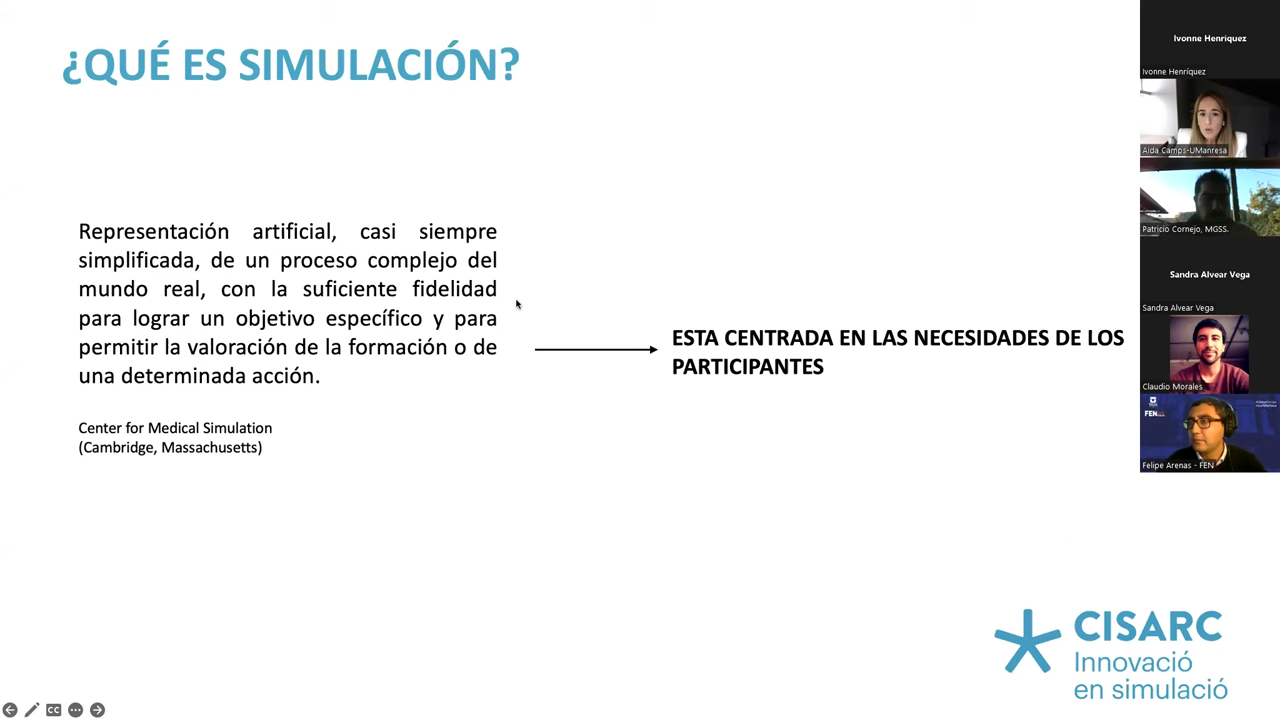 ¿QUÉ ES SIMULACIÓN?
Representación artificial, casi siempre
simplificada, de un proceso complejo del
mundo real, con la suficiente fidelidad
para lograr un objetivo específico y para
permitir la valoración de la formación o de
una determinada acción.
Center for Medical Simulation
(Cambridge, Massachusetts)
ESTA CENTRADA EN LAS NECESIDADES DE LOS
PARTICIPANTES
Ivonne Henríquez
Ivonne Henríquez
Aida Camps-UManresa
Patricio Cornejo, MGSS.
Sandra Alvear Vega
Sandra Alvear Vega
Claudio Morales
FEN
Felipe Arenas - FEN
CISARC
Innovació
en simulació
CC